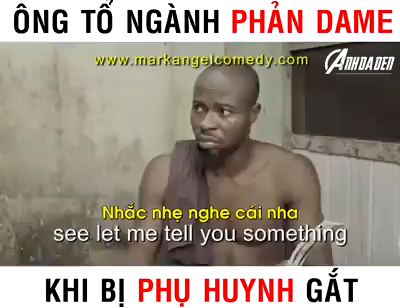 ÔNG TỔ NGÀNH PHẢN DAME
www.markangelcomedy.com
ANHDADEN
Nhắc nhẹ nghe cái nha
see let me tell you something
KHI BỊ PHỤ HUYNH GẮT